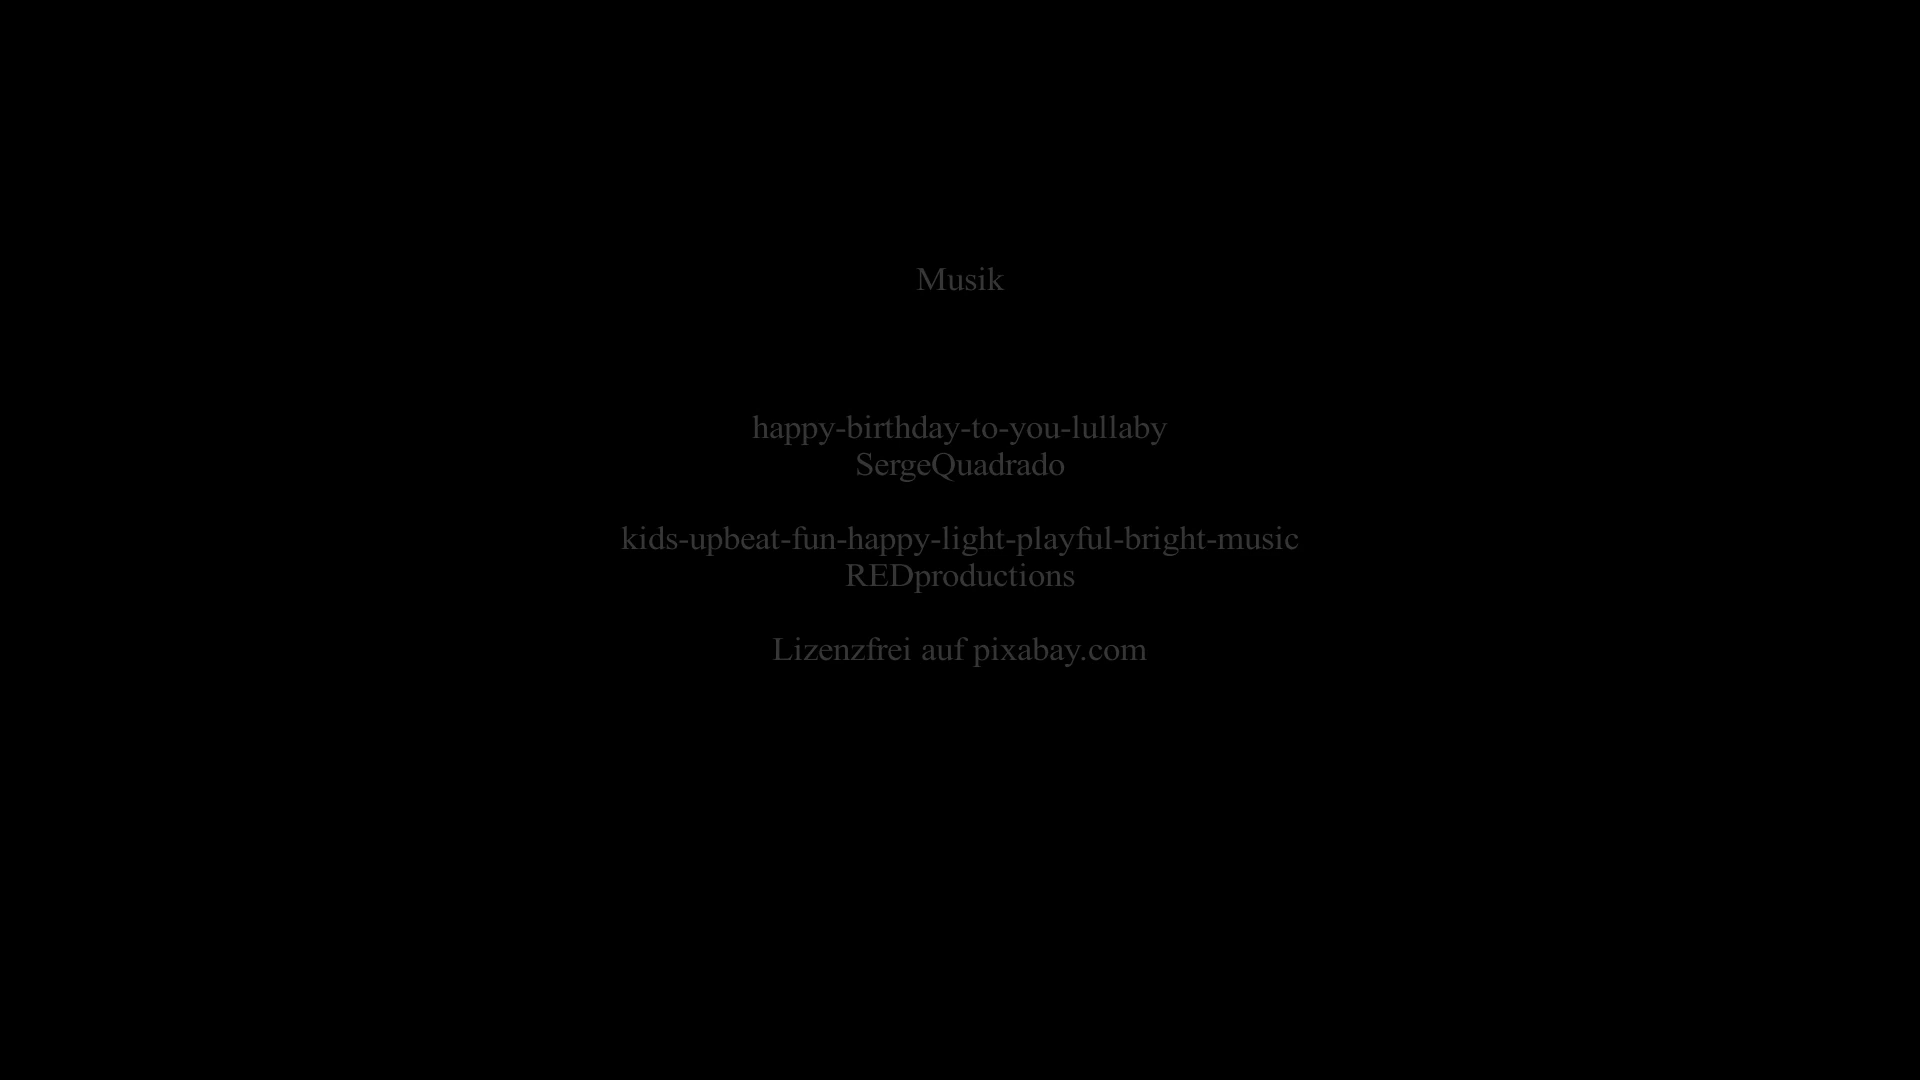 Musik
happy-birthday-to-you-lullaby
SergeQuadrado
kids-upbeat-fun-happy-light-playful-bright-music
REDproductions
Lizenzfrei auf pixabay.com